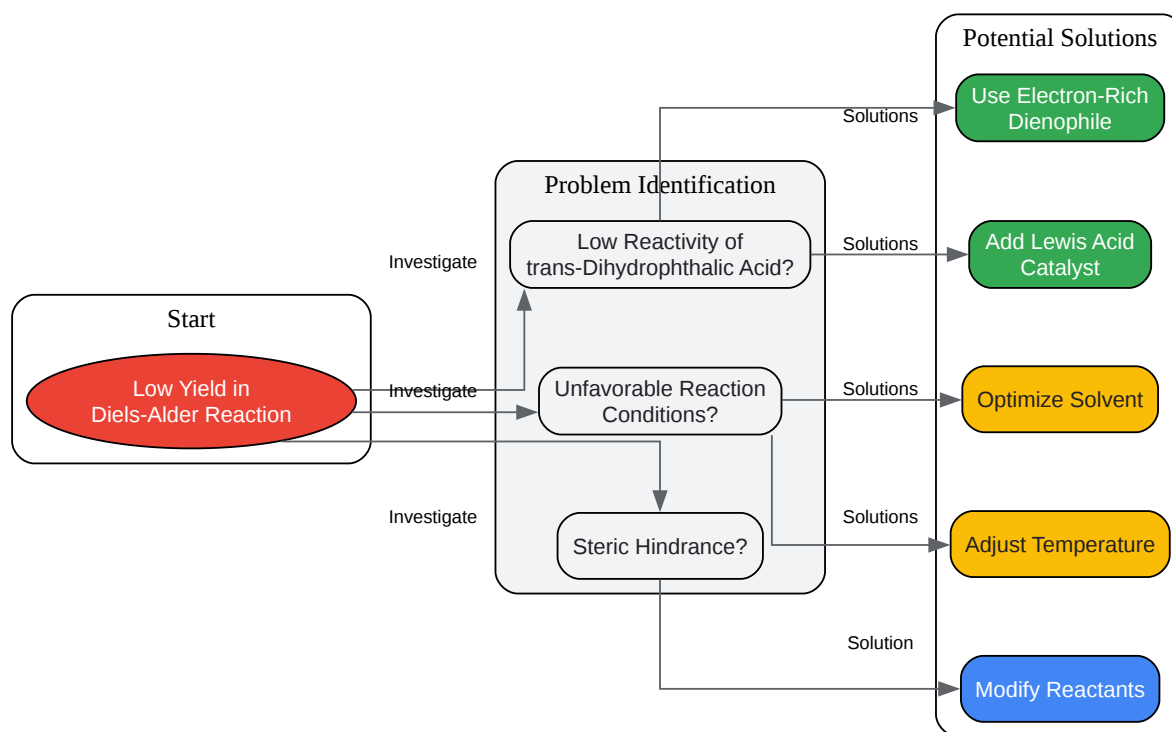 Start
Low Yield in
Diels-Alder Reaction
Investigate
Investigate
Investigate
Problem Identification
Low Reactivity of
trans-Dihydrophthalic Acid?
Unfavorable Reaction
Conditions?
Steric Hindrance?
Solutions
Solutions
Solutions
Solutions
Solution
Potential Solutions
Use Electron-Rich
Dienophile
Add Lewis Acid
Catalyst
Optimize Solvent
Adjust Temperature
Modify Reactants